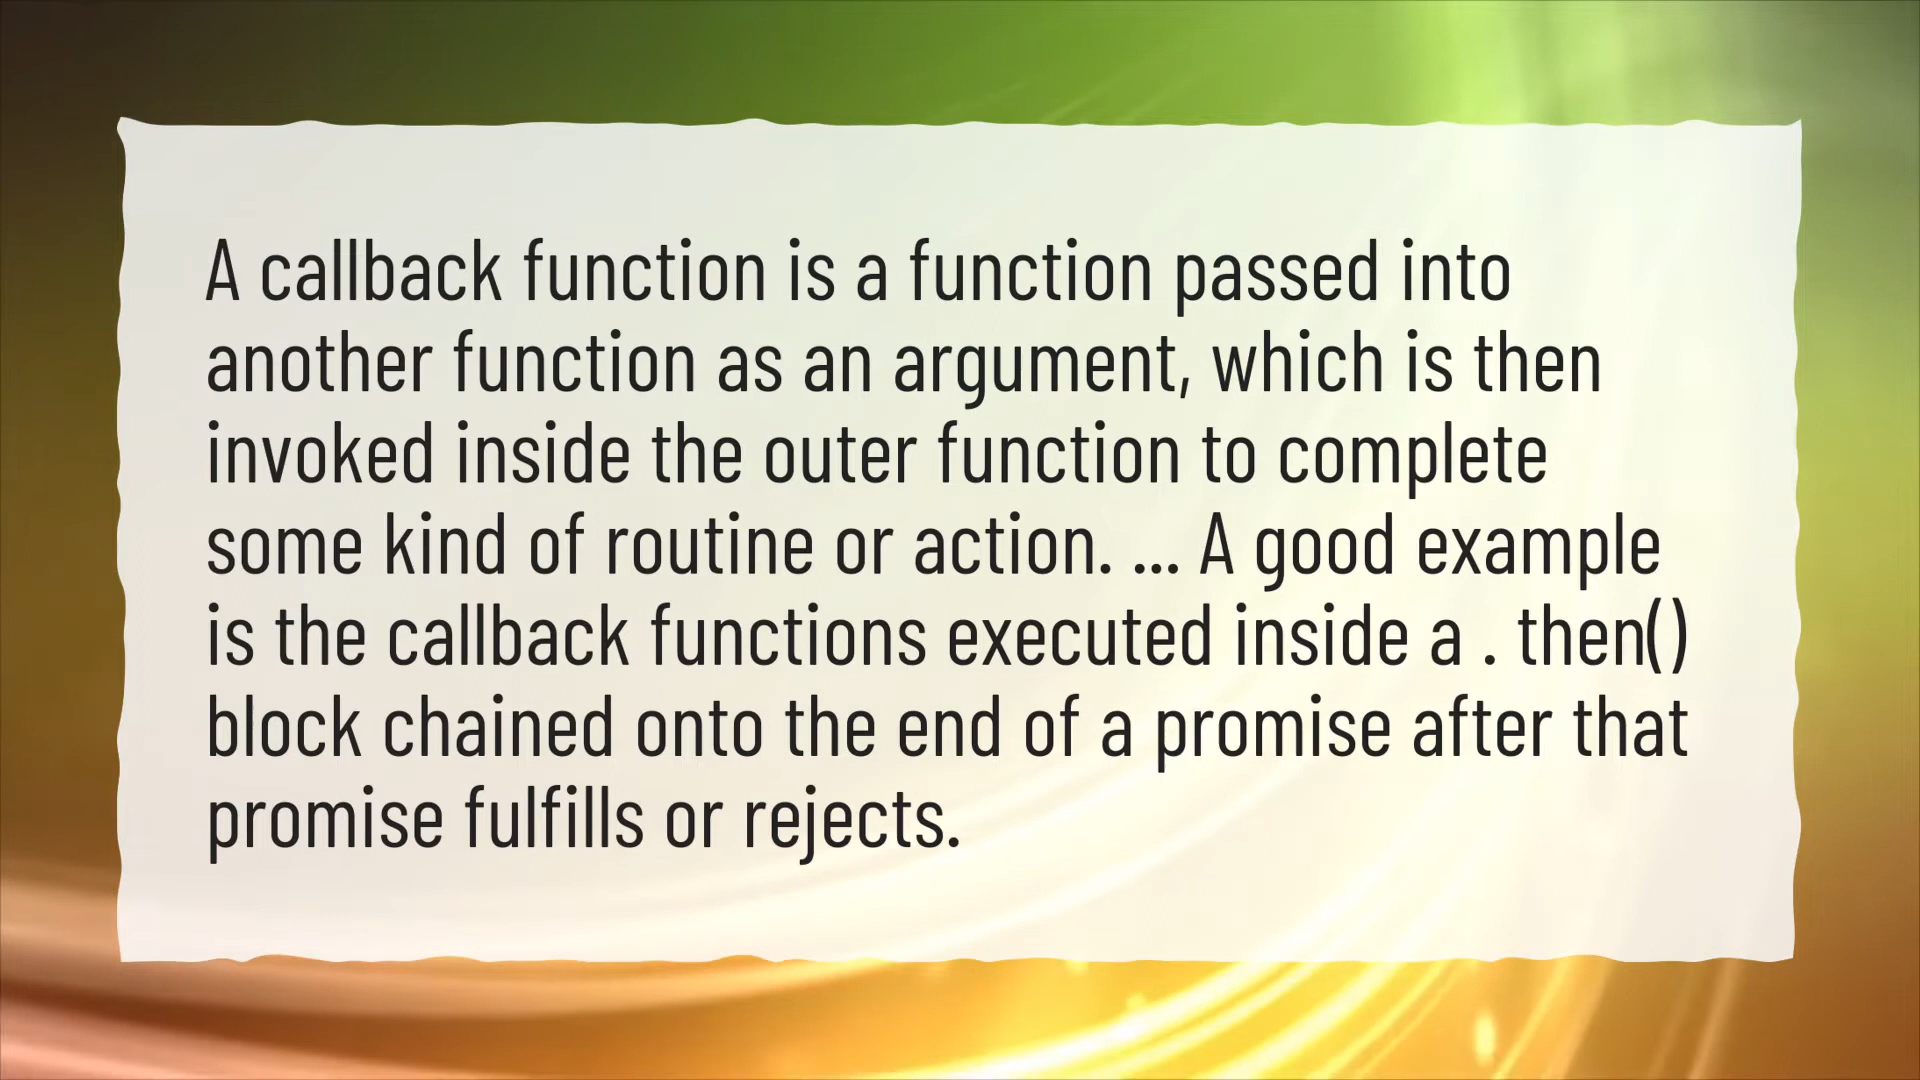 A callback function is a function passed into
another function as an argument, which is then
invoked inside the outer function to complete
some kind of routine or action. ... A good example
is the callback functions executed inside a . then()
block chained onto the end of a promise after that
promise fulfills or rejects.